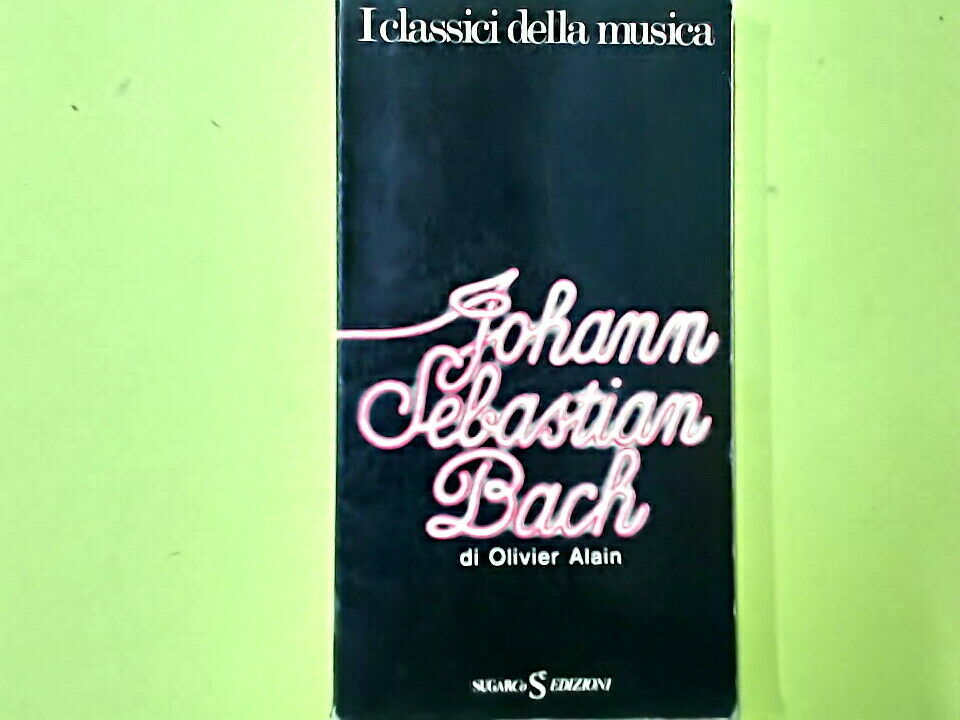 I classici della musica
Johann
Sebastian
Bach
di Olivier Alain
SUGARCo S EDIZIONI